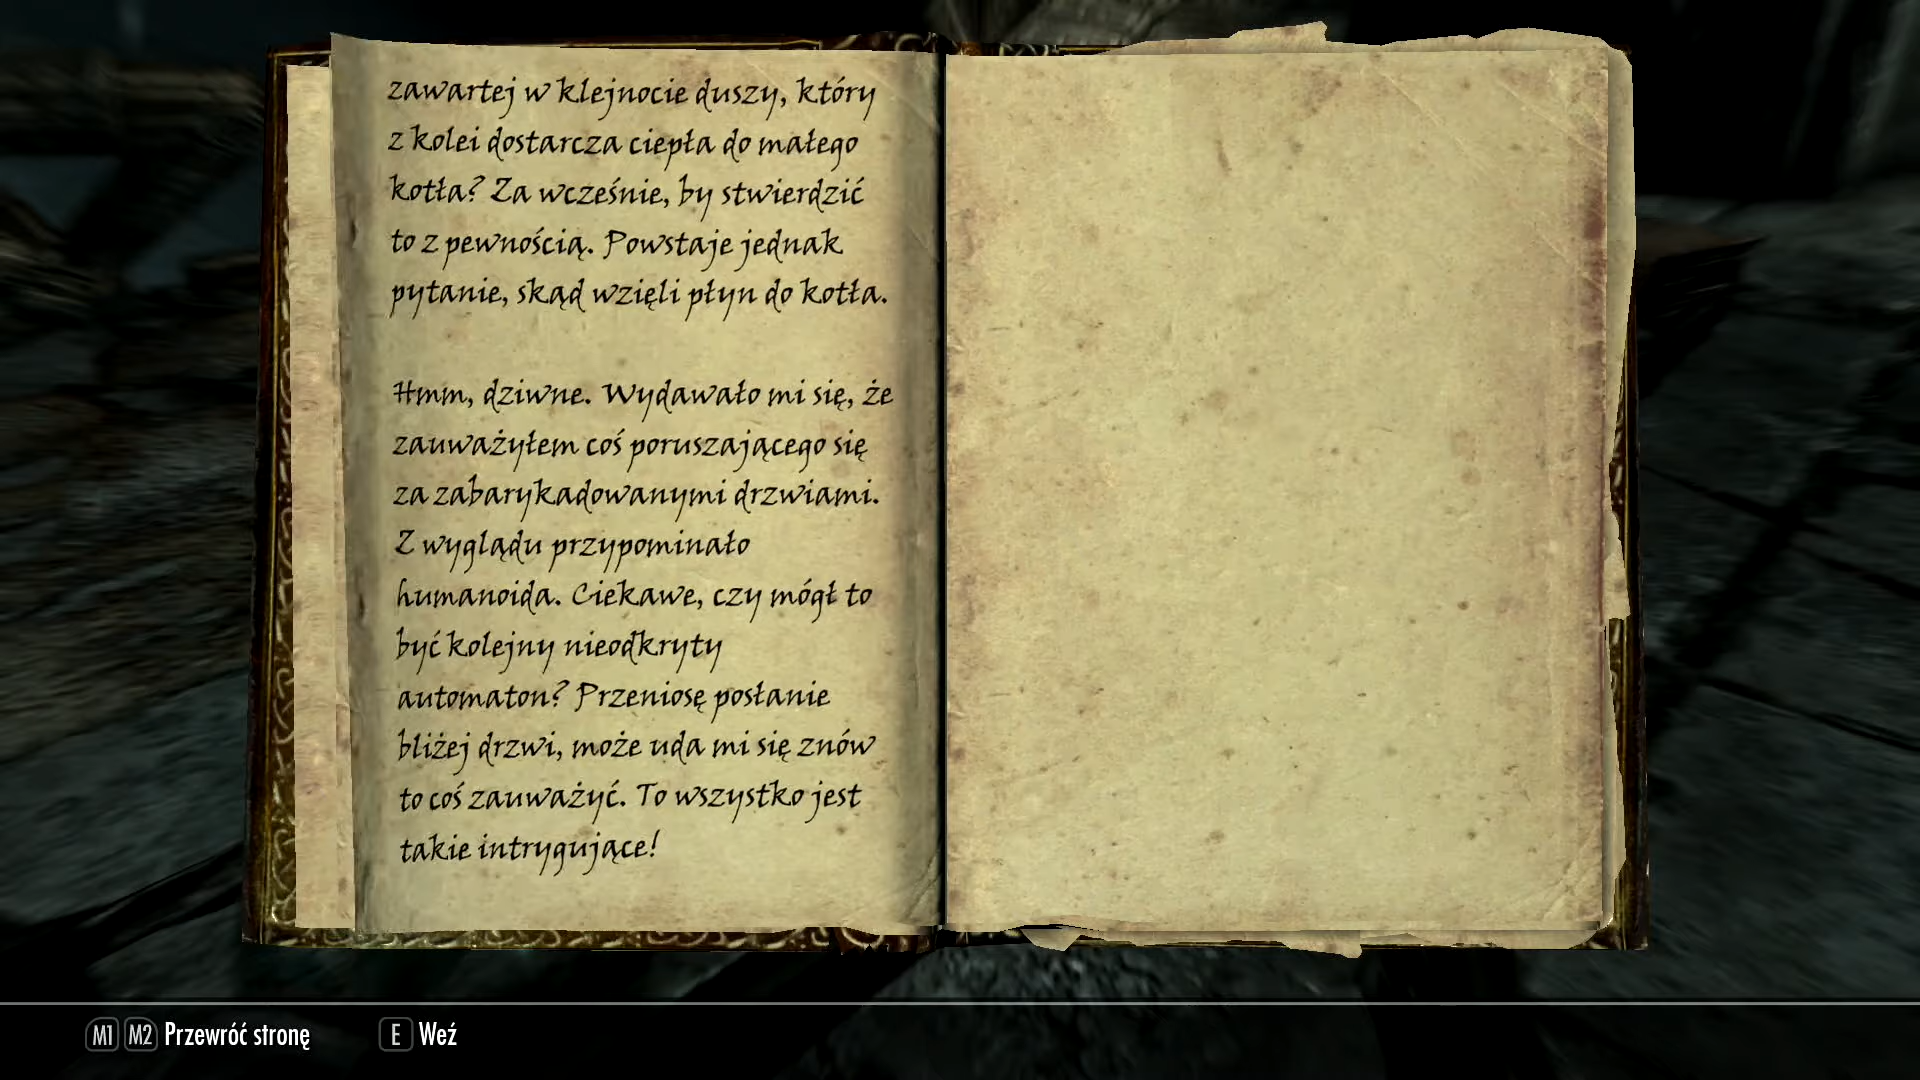 zawartej w klejnocie duszy, który
z kolei dostarcza ciepła do małego
kotła? Za wcześnie, by stwierdzić
to z pewnością. Powstaje jednak
pytanie, skąd wzięli płyn do kotła.
Hmm, dziwne. Wydawało mi się, że
zauważyłem coś poruszającego się
za zabarykadowanymi drzwiami.
Z wyglądu przypominało
humanoida. Ciekawe, czy mógł to
być kolejny nieodkryty
automaton? Przeniosę posłanie
bliżej drzwi, może uda mi się znów
to coś zauważyć. To wszystko jest
takie intrygujące!
M1 M2 Przewróć stronę E Weź